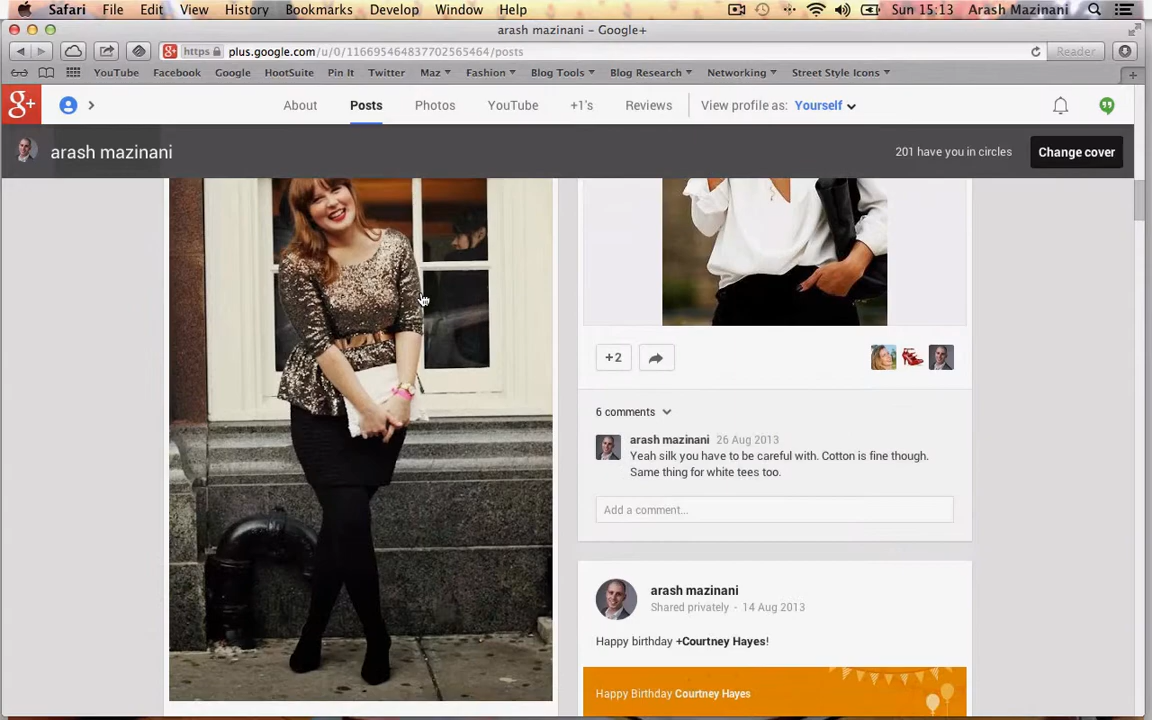 Safari File Edit View History Bookmarks Develop Window Help Sun 15:13 Arash Mazinani
arash mazinani – Google+
https plus.google.com/u/0/116695464837702565464/posts Reader
YouTube Facebook Google HootSuite Pin It Twitter Maz Fashion Blog Tools Blog Research Networking Street Style Icons
g+ About Posts Photos YouTube +1's Reviews View profile as: Yourself
arash mazinani 201 have you in circles Change cover
+2
6 comments
arash mazinani 26 Aug 2013
Yeah silk you have to be careful with. Cotton is fine though.
Same thing for white tees too.
Add a comment...
arash mazinani
Shared privately - 14 Aug 2013
Happy birthday +Courtney Hayes!
Happy Birthday Courtney Hayes